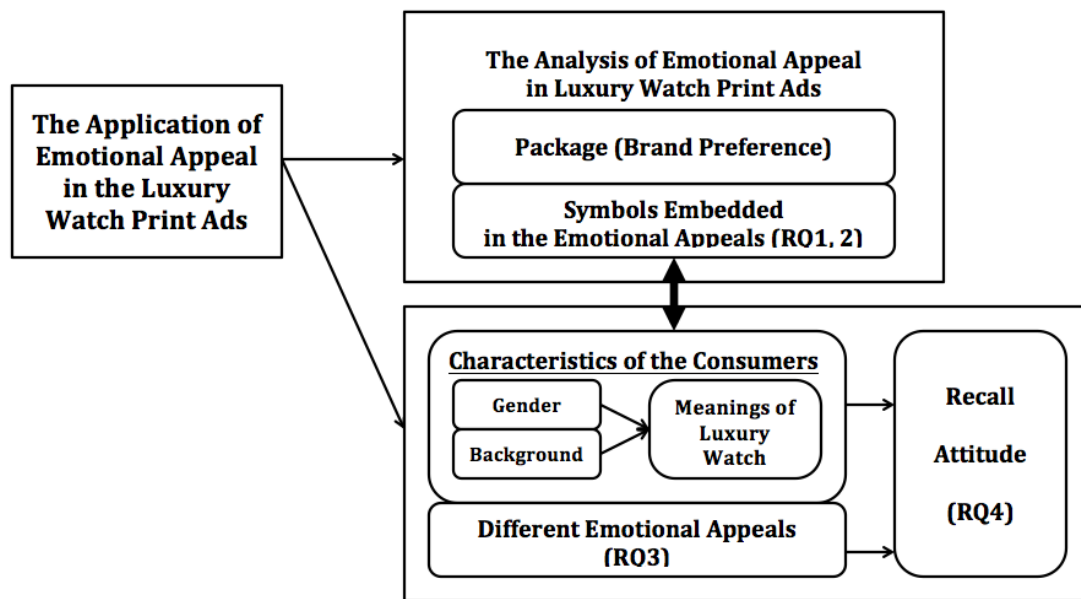 The Application of
Emotional Appeal
in the Luxury
Watch Print Ads
The Analysis of Emotional Appeal
in Luxury Watch Print Ads
Package (Brand Preference)
Symbols Embedded
in the Emotional Appeals (RQ1, 2)
Characteristics of the Consumers
Gender
Background
Meanings of
Luxury
Watch
Different Emotional Appeals
(RQ3)
Recall
Attitude
(RQ4)